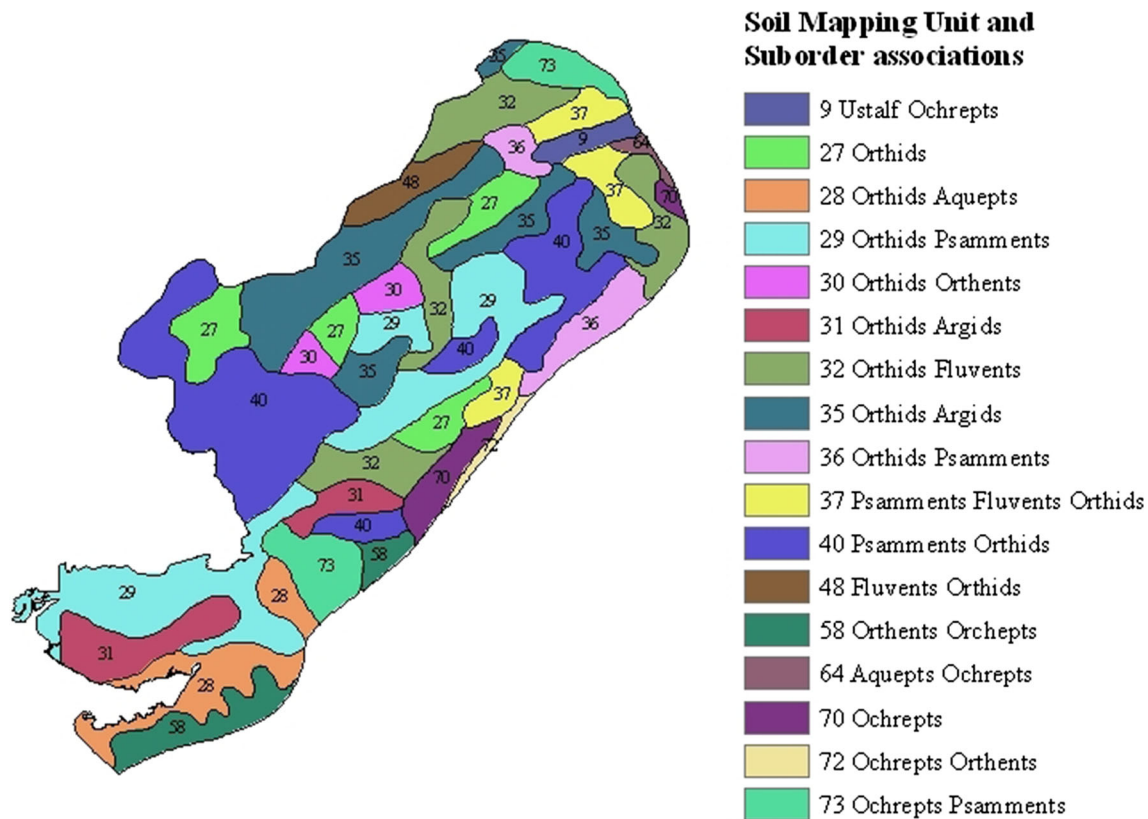 Soil Mapping Unit and
Suborder associations
9 Ustalf Ochrepts
27 Orthids
28 Orthids Aquepts
29 Orthids Psamments
30 Orthids Orthents
31 Orthids Argids
32 Orthids Fluvents
35 Orthids Argids
36 Orthids Psamments
37 Psamments Fluvents Orthids
40 Psamments Orthids
48 Fluvents Orthids
58 Orthents Orchepts
64 Aquepts Ochrepts
70 Ochrepts
72 Ochrepts Orthents
73 Ochrepts Psamments
35
73
32
37
9
36
64
48
37
70
27
35
32
40
35
35
30
29
32
36
27
27
29
30
40
35
37
40
27
72
32
70
31
40
58
73
29
28
31
28
58